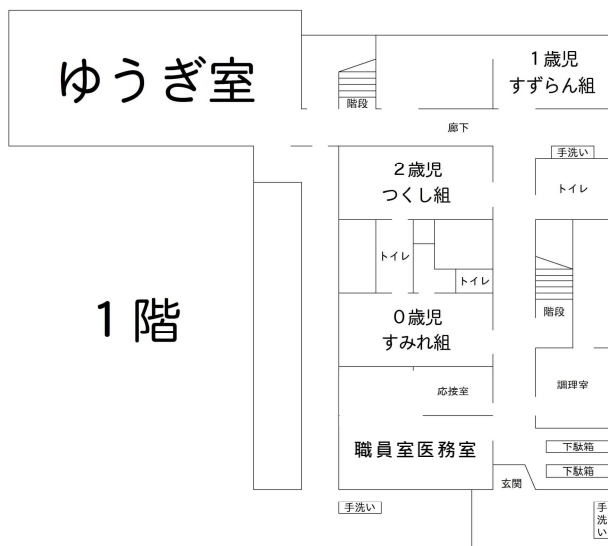 ゆうぎ室
階段
1歳児
すずらん組
廊下
手洗い
2歳児
つくし組
トイレ
トイレ
トイレ
1階
0歳児
すみれ組
階段
応接室
調理室
職員室医務室
下駄箱
下駄箱
玄関
手洗い
手洗い